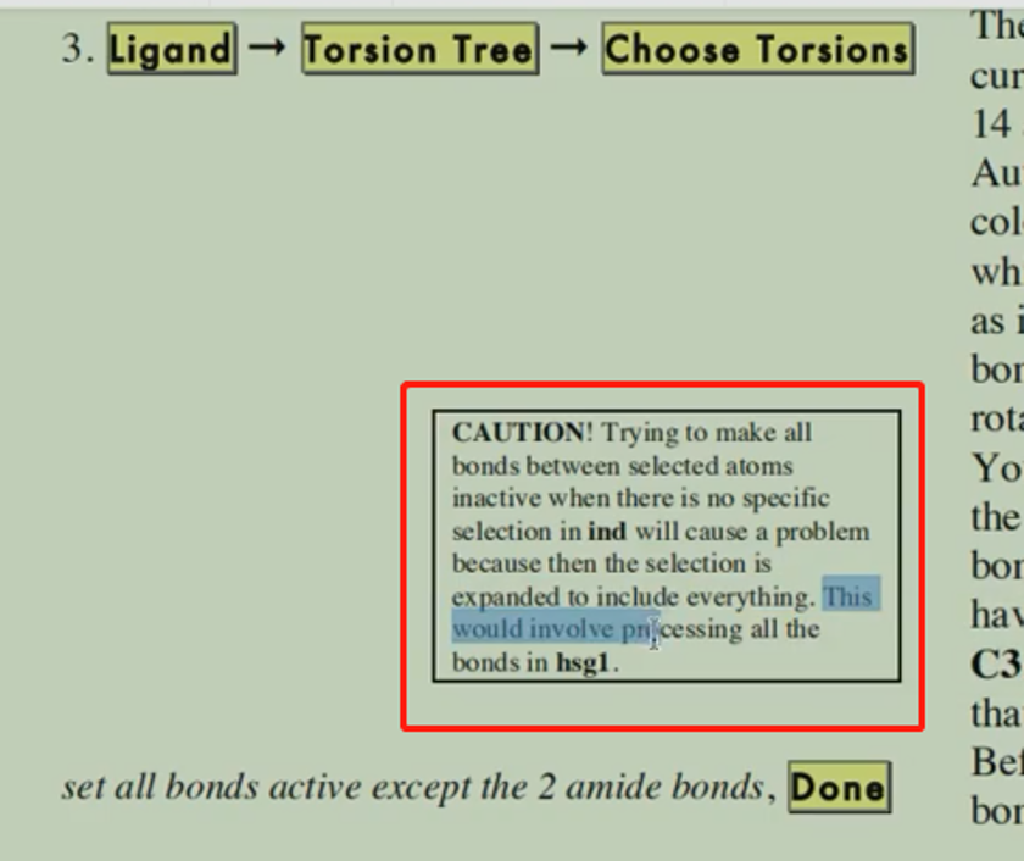 3. Ligand → Torsion Tree → Choose Torsions
CAUTION! Trying to make all
bonds between selected atoms
inactive when there is no specific
selection in ind will cause a problem
because then the selection is
expanded to include everything. This
would involve processing all the
bonds in hsg1.
set all bonds active except the 2 amide bonds, Done
The
cur
14
Au
col
whi
as i
bon
rota
Yo
the
bon
hav
C3
tha
Bef
bon